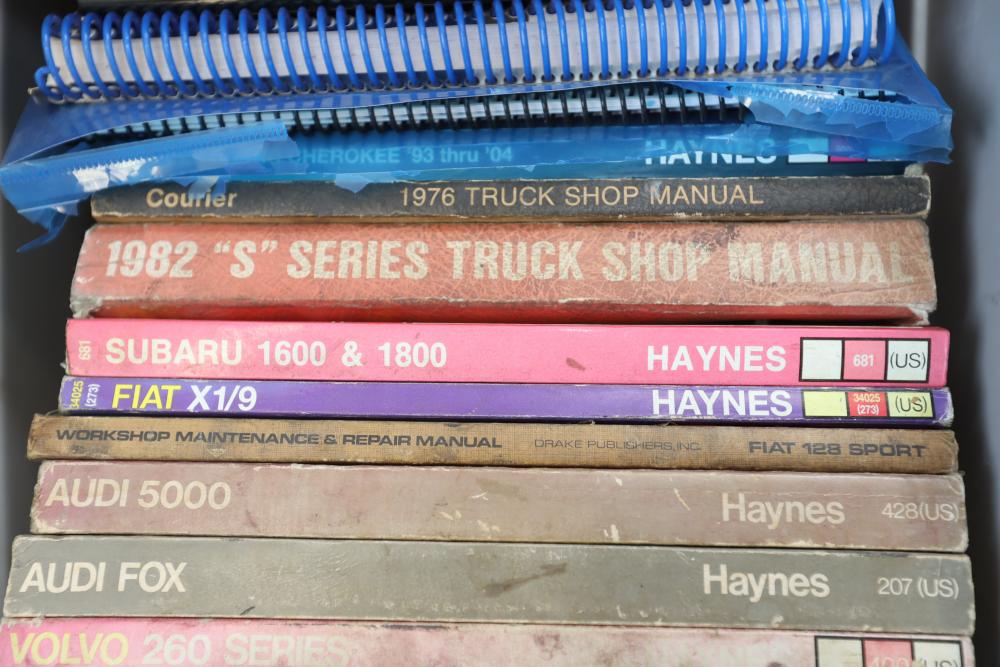 CHEROKEE '93 thru '04 HAYNES
Courier 1976 TRUCK SHOP MANUAL
1982 "S" SERIES TRUCK SHOP MANUAL
681 SUBARU 1600 & 1800 HAYNES 681 (US)
34025 (273) FIAT X1/9 HAYNES 34025 (273) (US)
WORKSHOP MAINTENANCE & REPAIR MANUAL DRAKE PUBLISHERS, INC. FIAT 128 SPORT
AUDI 5000 Haynes 428(US)
AUDI FOX Haynes 207 (US)
VOLVO 260 SERIES HAYNES (US)